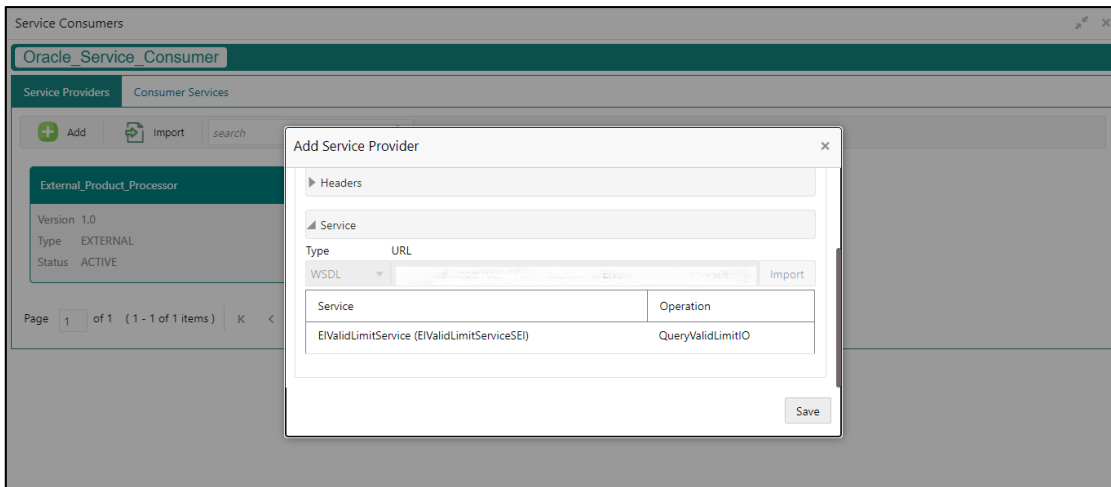 Service Consumers
Oracle_Service_Consumer
Service Providers Consumer Services
Add Import search
Add Service Provider
External_Product_Processor
Version 1.0
Type EXTERNAL
Status ACTIVE
Page 1 of 1 (1 - 1 of 1 items)
Headers
Service
Type URL
WSDL Import
Service Operation
EIValidLimitService (EIValidLimitServiceSEI) QueryValidLimitIO
Save